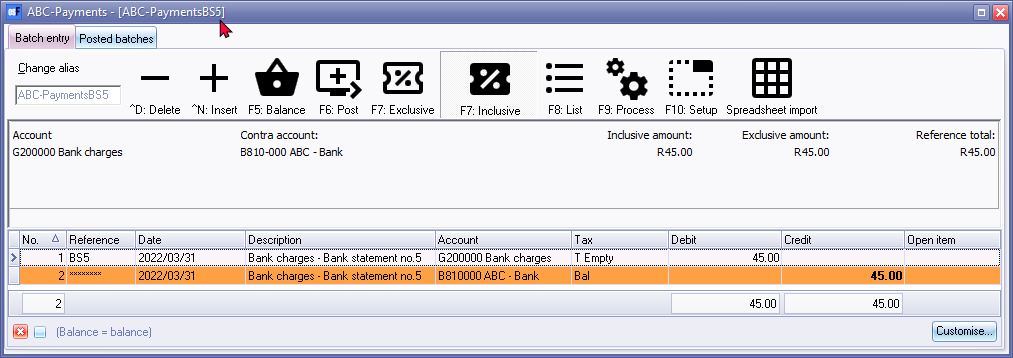 ABC-Payments - [ABC-PaymentsBS5]
Batch entry Posted batches
Change alias
ABC-PaymentsBS5
^D: Delete ^N: Insert F5: Balance F6: Post F7: Exclusive F7: Inclusive F8: List F9: Process F10: Setup Spreadsheet import
Account Contra account: Inclusive amount: Exclusive amount: Reference total:
G200000 Bank charges B810-000 ABC - Bank R45.00 R45.00 R45.00
No. Reference Date Description Account Tax Debit Credit Open item
1 BS5 2022/03/31 Bank charges - Bank statement no.5 G200000 Bank charges T Empty 45.00
2 ******** 2022/03/31 Bank charges - Bank statement no.5 B810000 ABC - Bank Bal 45.00
2 45.00 45.00
(Balance = balance) Customise...